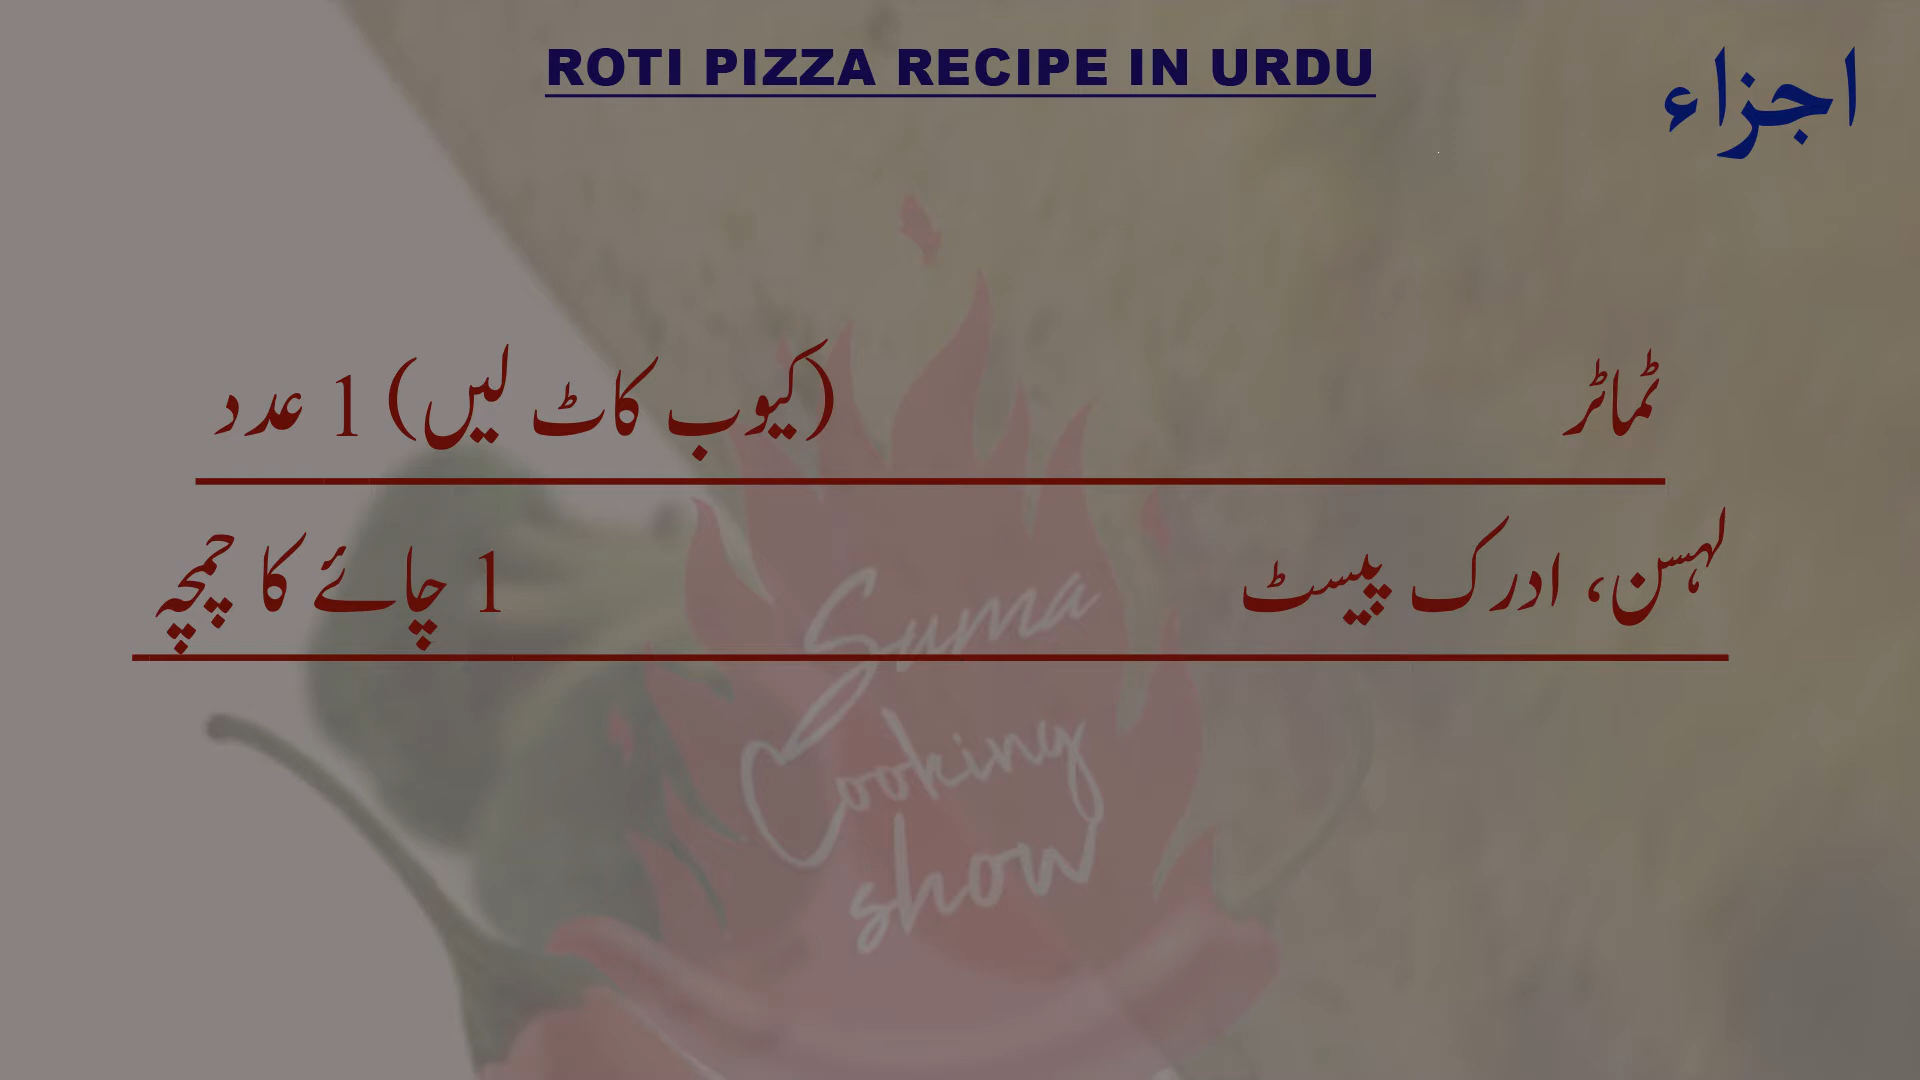 ROTI PIZZA RECIPE IN URDU
اجزاء
ٹماٹر (کیوب کاٹ لیں) 1 عدد
لہسن، ادرک پیسٹ 1 چائے کا چمچہ
Suma
Cooking
show